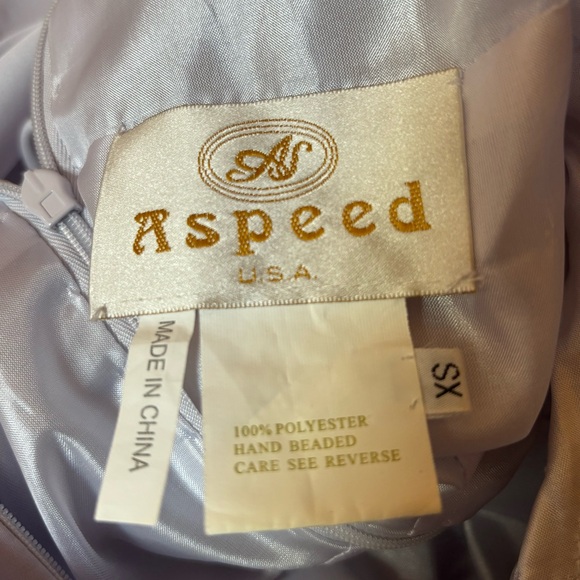 AS
Aspeed
U.S.A.
MADE IN CHINA
100% POLYESTER
HAND BEADED
CARE SEE REVERSE
XS